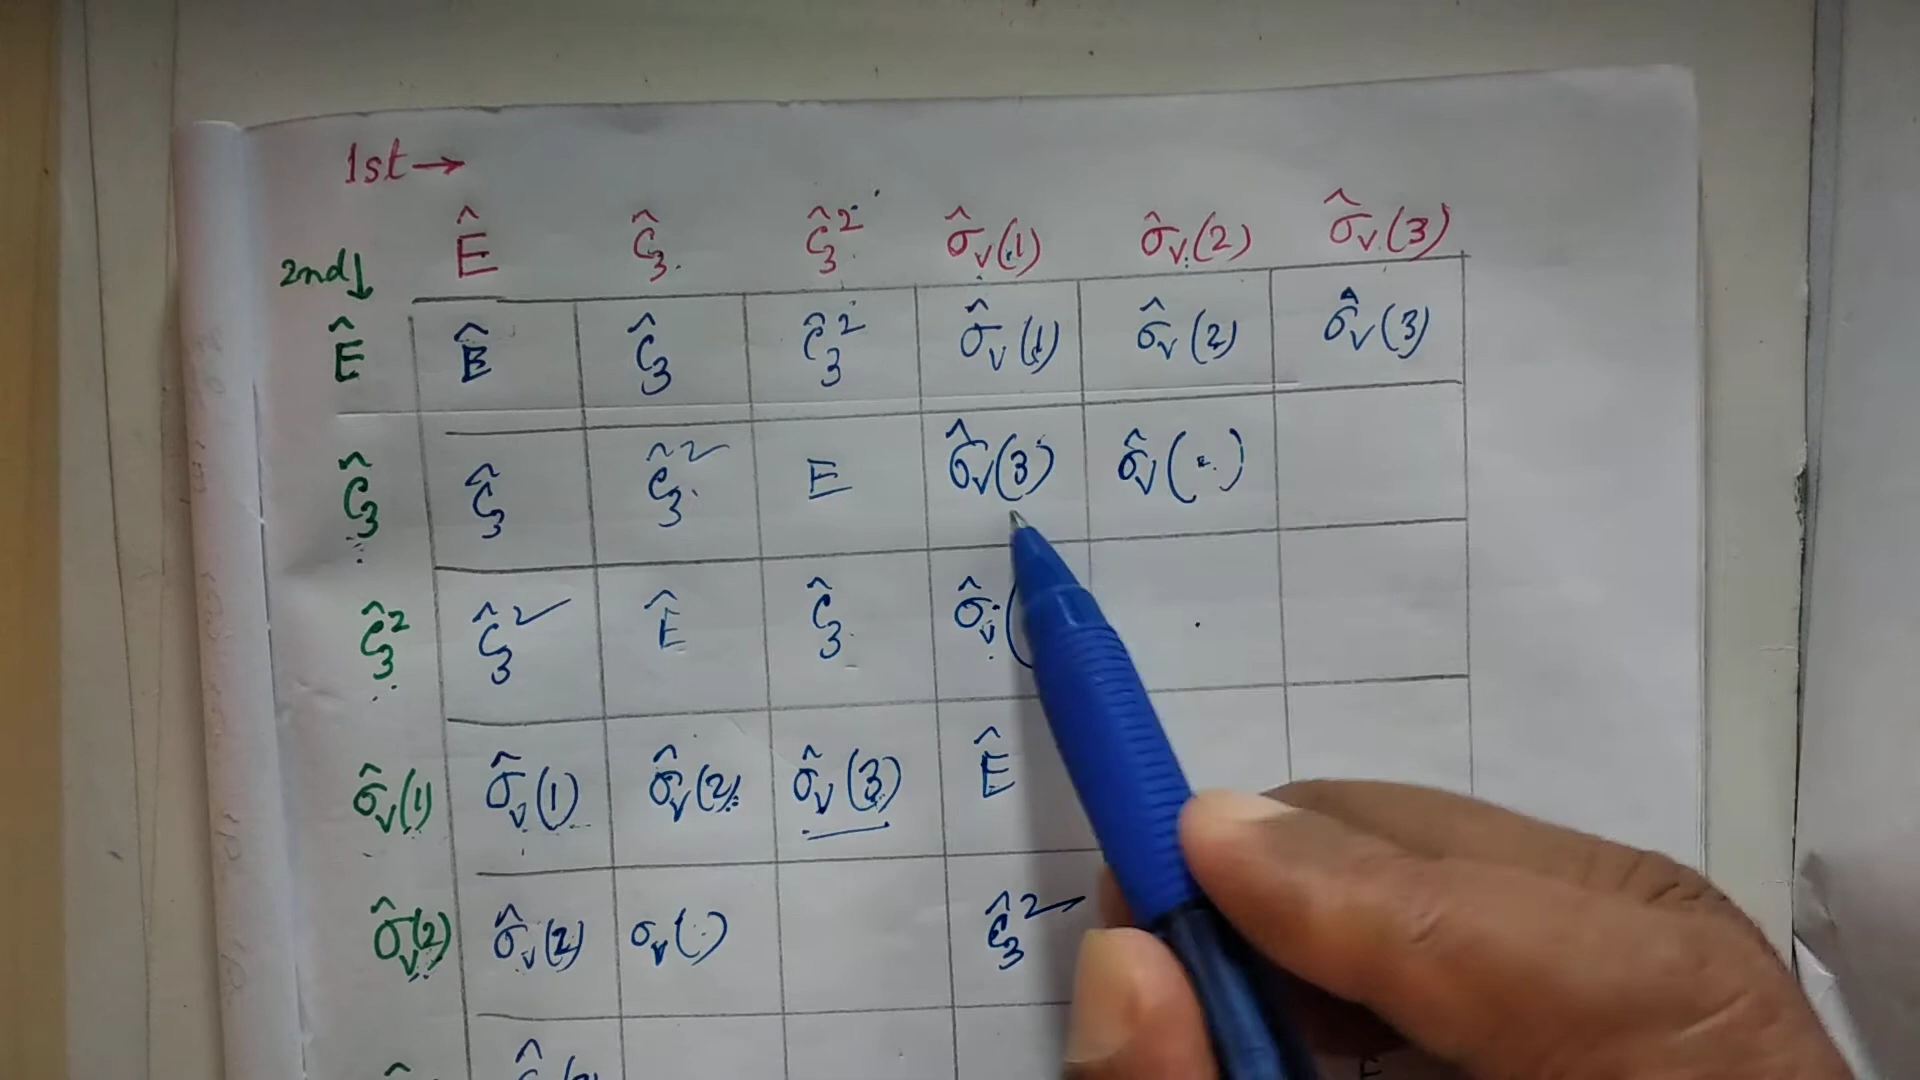 1st →
Ê Ĉ₃ Ĉ₃² σ̂ᵥ(1) σ̂ᵥ(2) σ̂ᵥ(3)
2nd ↓
Ê Ê Ĉ₃ Ĉ₃² σ̂ᵥ(1) σ̂ᵥ(2) σ̂ᵥ(3)
Ĉ₃ Ĉ₃ Ĉ₃² E σ̂ᵥ(3) σ̂ᵥ( )
Ĉ₃² Ĉ₃² Ê Ĉ₃ σ̂ᵥ(
σ̂ᵥ(1) σ̂ᵥ(1) σ̂ᵥ(2) σ̂ᵥ(3) Ê
σ̂ᵥ(2) σ̂ᵥ(2) σᵥ( ) Ĉ₃²